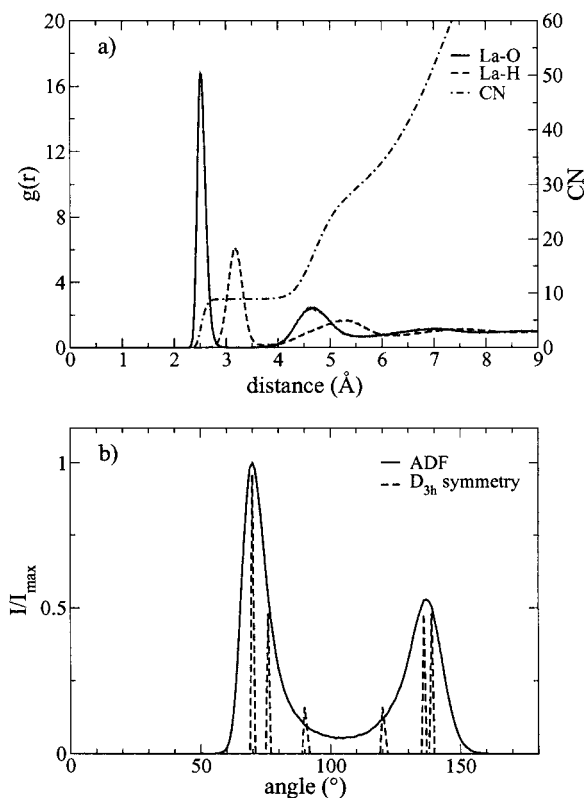 a)
20
16
12
8
4
0
g(r)
La-O
La-H
CN
60
50
40
30
20
10
0
CN
0 1 2 3 4 5 6 7 8 9
distance (Å)
b)
ADF
D3h symmetry
1
0.5
0
I/Imax
0 50 100 150
angle (°)